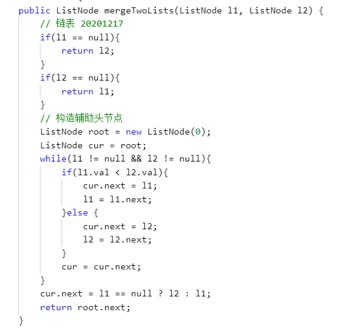 public ListNode mergeTwoLists(ListNode l1, ListNode l2) {
// 链表 20201217
if(l1 == null){
return l2;
}
if(l2 == null){
return l1;
}
// 构造辅助头节点
ListNode root = new ListNode(0);
ListNode cur = root;
while(l1 != null && l2 != null){
if(l1.val < l2.val){
cur.next = l1;
l1 = l1.next;
}else {
cur.next = l2;
l2 = l2.next;
}
cur = cur.next;
}
cur.next = l1 == null ? l2 : l1;
return root.next;
}